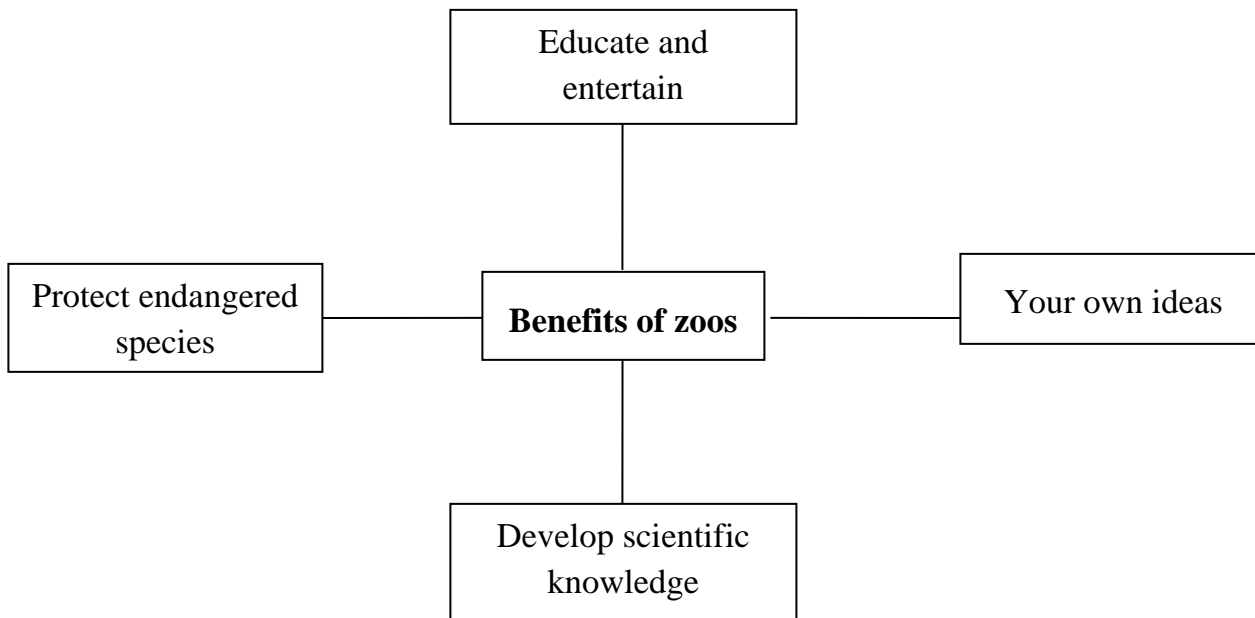 Educate and
entertain
Protect endangered
species
Benefits of zoos
Your own ideas
Develop scientific
knowledge